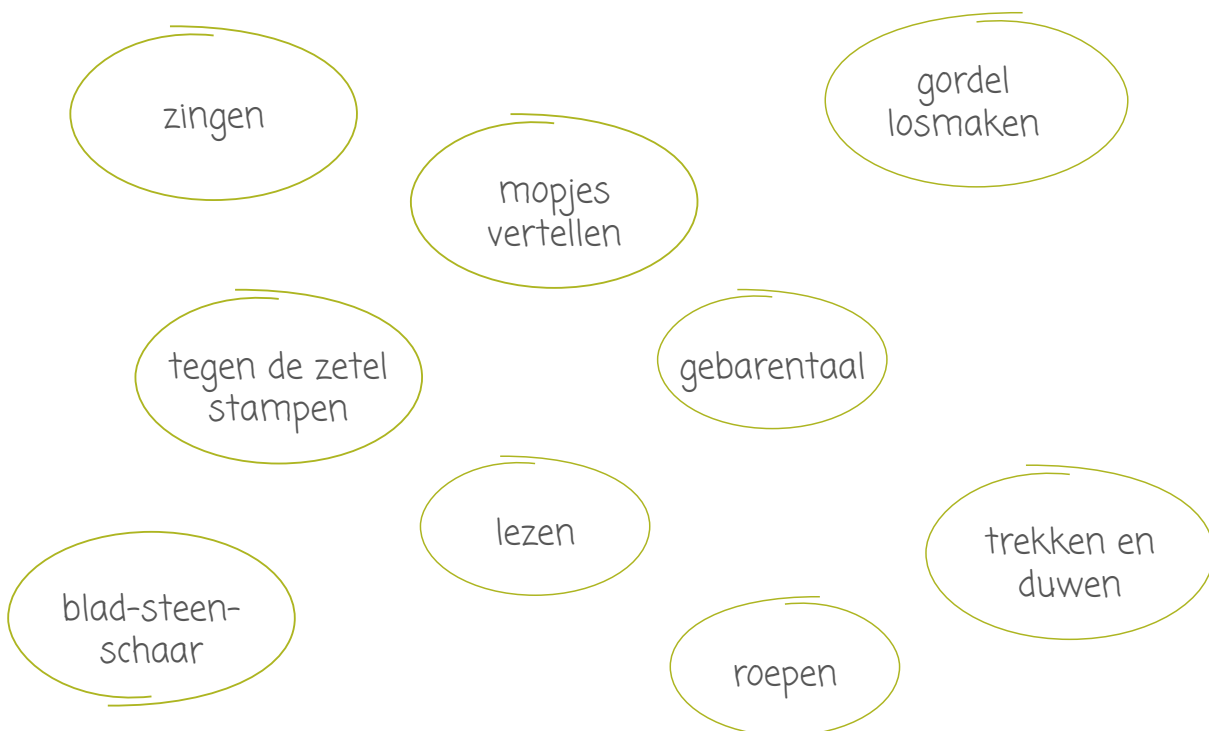 zingen
gordel
losmaken
mopjes
vertellen
tegen de zetel
stampen
gebarentaal
lezen
trekken en
duwen
blad-steen-
schaar
roepen